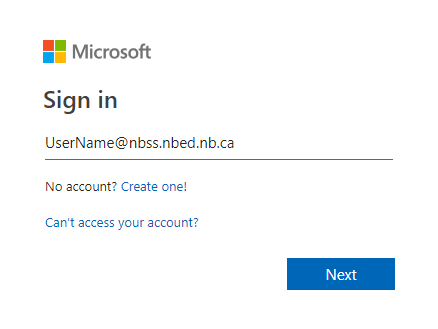 Microsoft
Sign in
UserName@nbss.nbed.nb.ca
No account? Create one!
Can't access your account?
Next